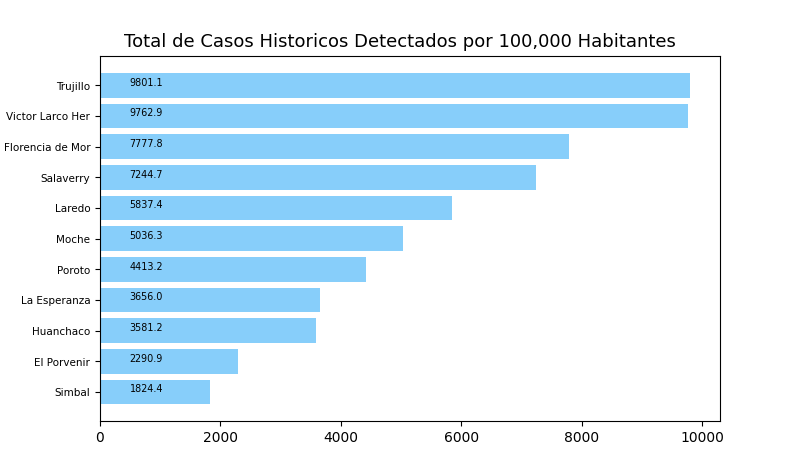 Total de Casos Historicos Detectados por 100,000 Habitantes
Trujillo 9801.1
Victor Larco Her 9762.9
Florencia de Mor 7777.8
Salaverry 7244.7
Laredo 5837.4
Moche 5036.3
Poroto 4413.2
La Esperanza 3656.0
Huanchaco 3581.2
El Porvenir 2290.9
Simbal 1824.4
0 2000 4000 6000 8000 10000